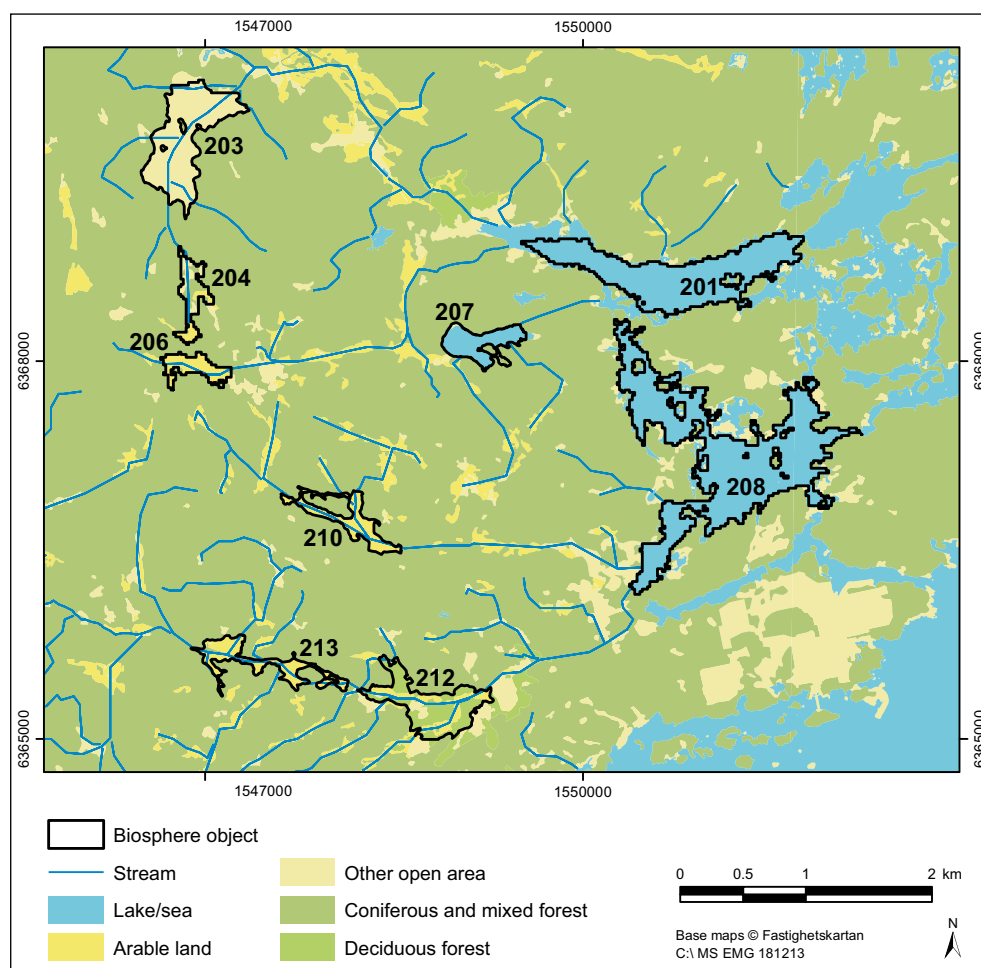 1547000 1550000
203
204
201
207
206
6368000 6368000
208
210
213
212
6365000 6365000
1547000 1550000
Biosphere object
Stream
Lake/sea
Arable land
Other open area
Coniferous and mixed forest
Deciduous forest
0 0.5 1 2 km
Base maps © Fastighetskartan
C:\ MS EMG 181213
N